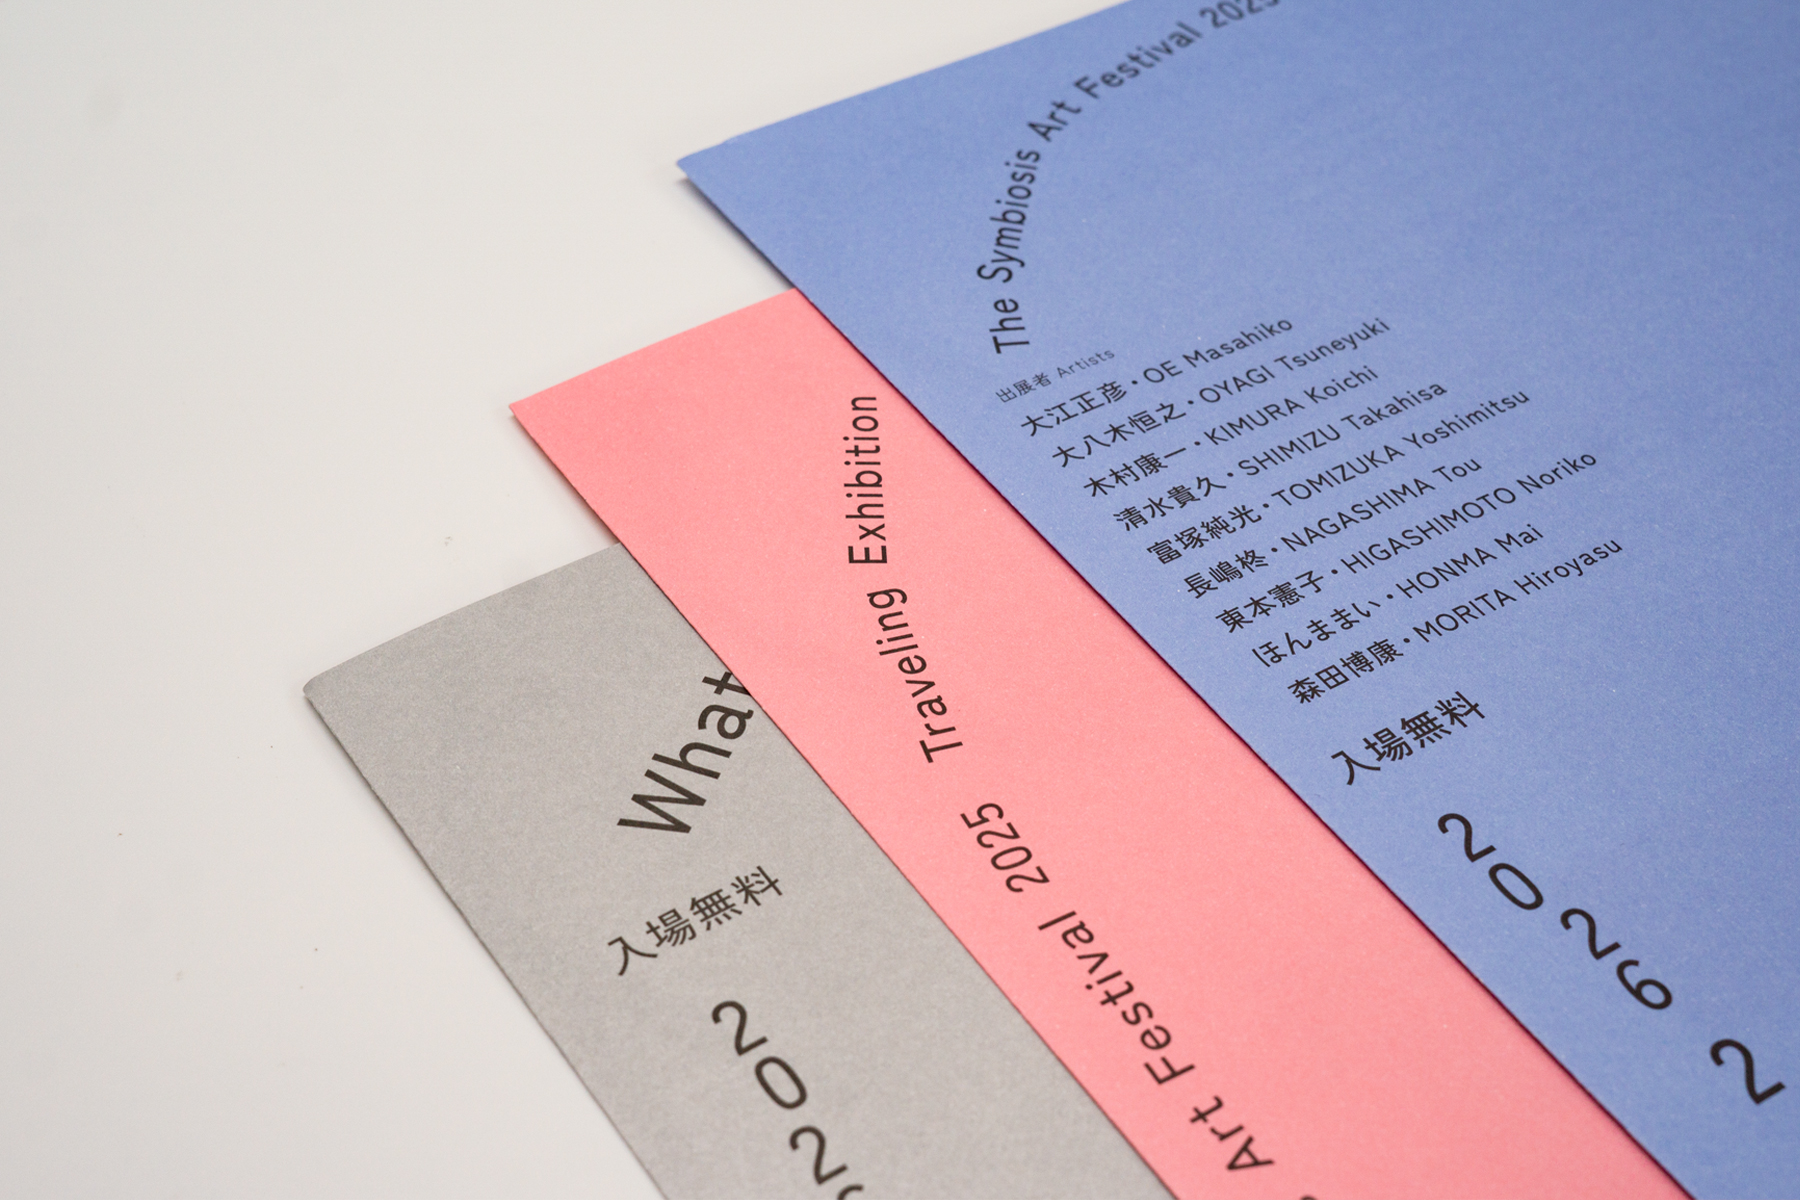 The Symbiosis Art Festival 2025
出展者 Artists
大江正彦・OE Masahiko
大八木恒之・OYAGI Tsuneyuki
木村康一・KIMURA Koichi
清水貴久・SHIMIZU Takahisa
富塚純光・TOMIZUKA Yoshimitsu
長嶋柊・NAGASHIMA Tou
東本憲子・HIGASHIMOTO Noriko
ほんままい・HONMA Mai
森田博康・MORITA Hiroyasu
入場無料
2026 2
Art Festival 2025 Traveling Exhibition
What
入場無料
202